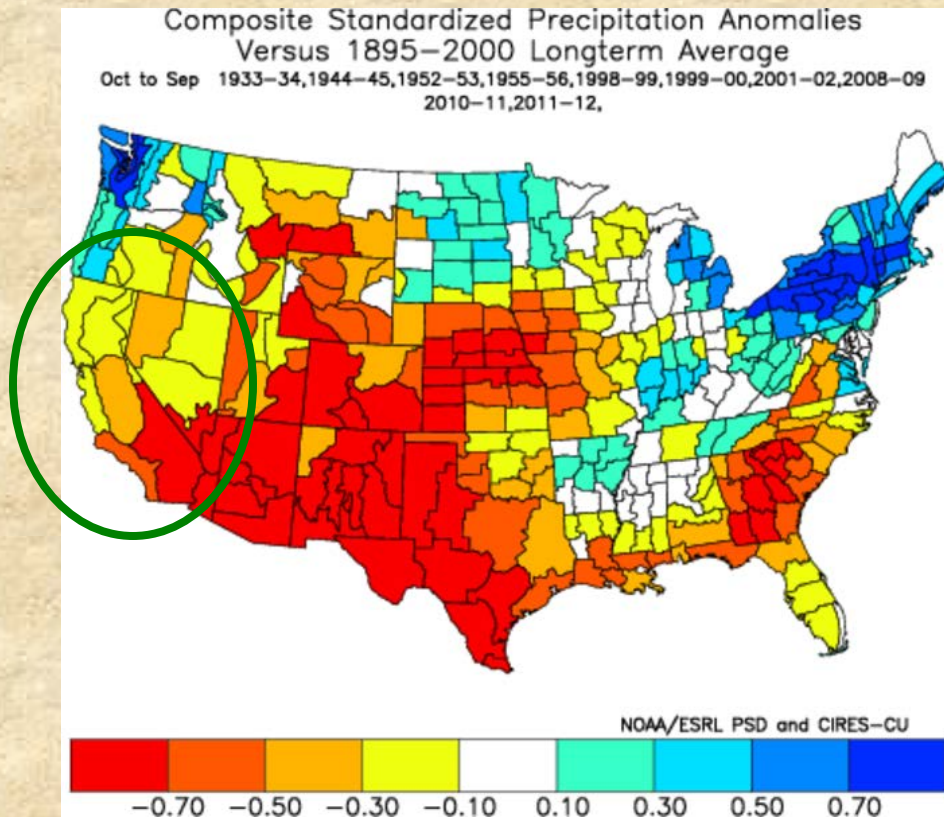 Composite Standardized Precipitation Anomalies
Versus 1895-2000 Longterm Average
Oct to Sep 1933-34,1944-45,1952-53,1955-56,1998-99,1999-00,2001-02,2008-09
2010-11,2011-12,
NOAA/ESRL PSD and CIRES-CU
-0.70 -0.50 -0.30 -0.10 0.10 0.30 0.50 0.70